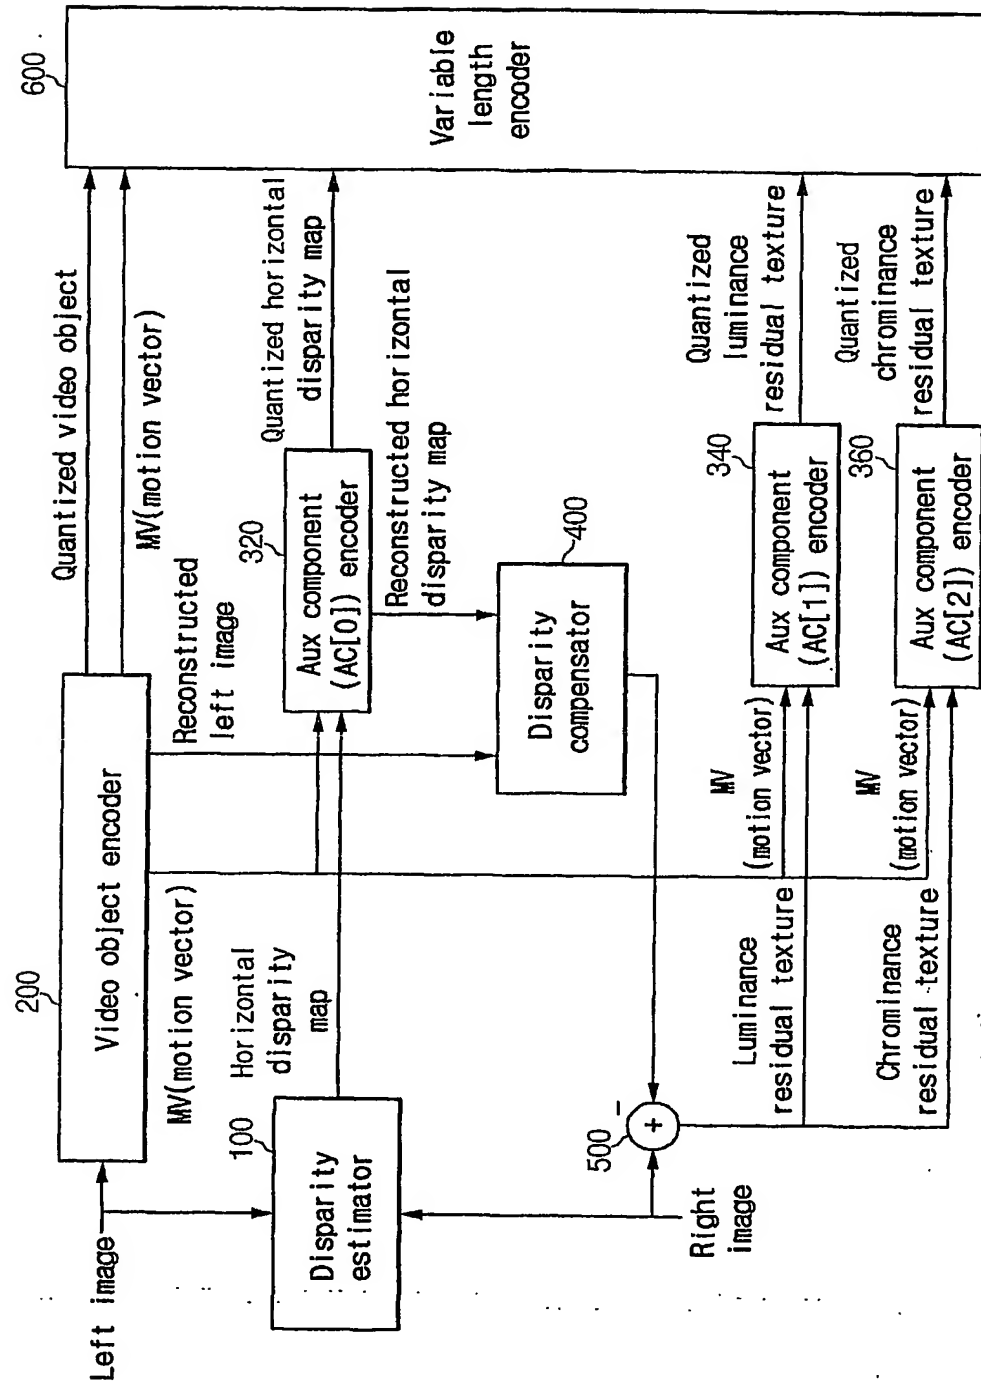 Left image
200
Video object encoder
Quantized video object
MV(motion vector)
600
Variable
length
encoder
MV(motion vector)
Reconstructed
left image
100
Disparity
estimator
Horizontal
disparity
map
320
Aux component
(AC[0]) encoder
Quantized horizontal
disparity map
Reconstructed horizontal
disparity map
400
Disparity
compensator
Right
image
500
+
−
Luminance
residual texture
MV
(motion vector)
340
Aux component
(AC[1]) encoder
Quantized
luminance
residual texture
Chrominance
residual texture
MV
(motion vector)
360
Aux component
(AC[2]) encoder
Quantized
chrominance
residual texture